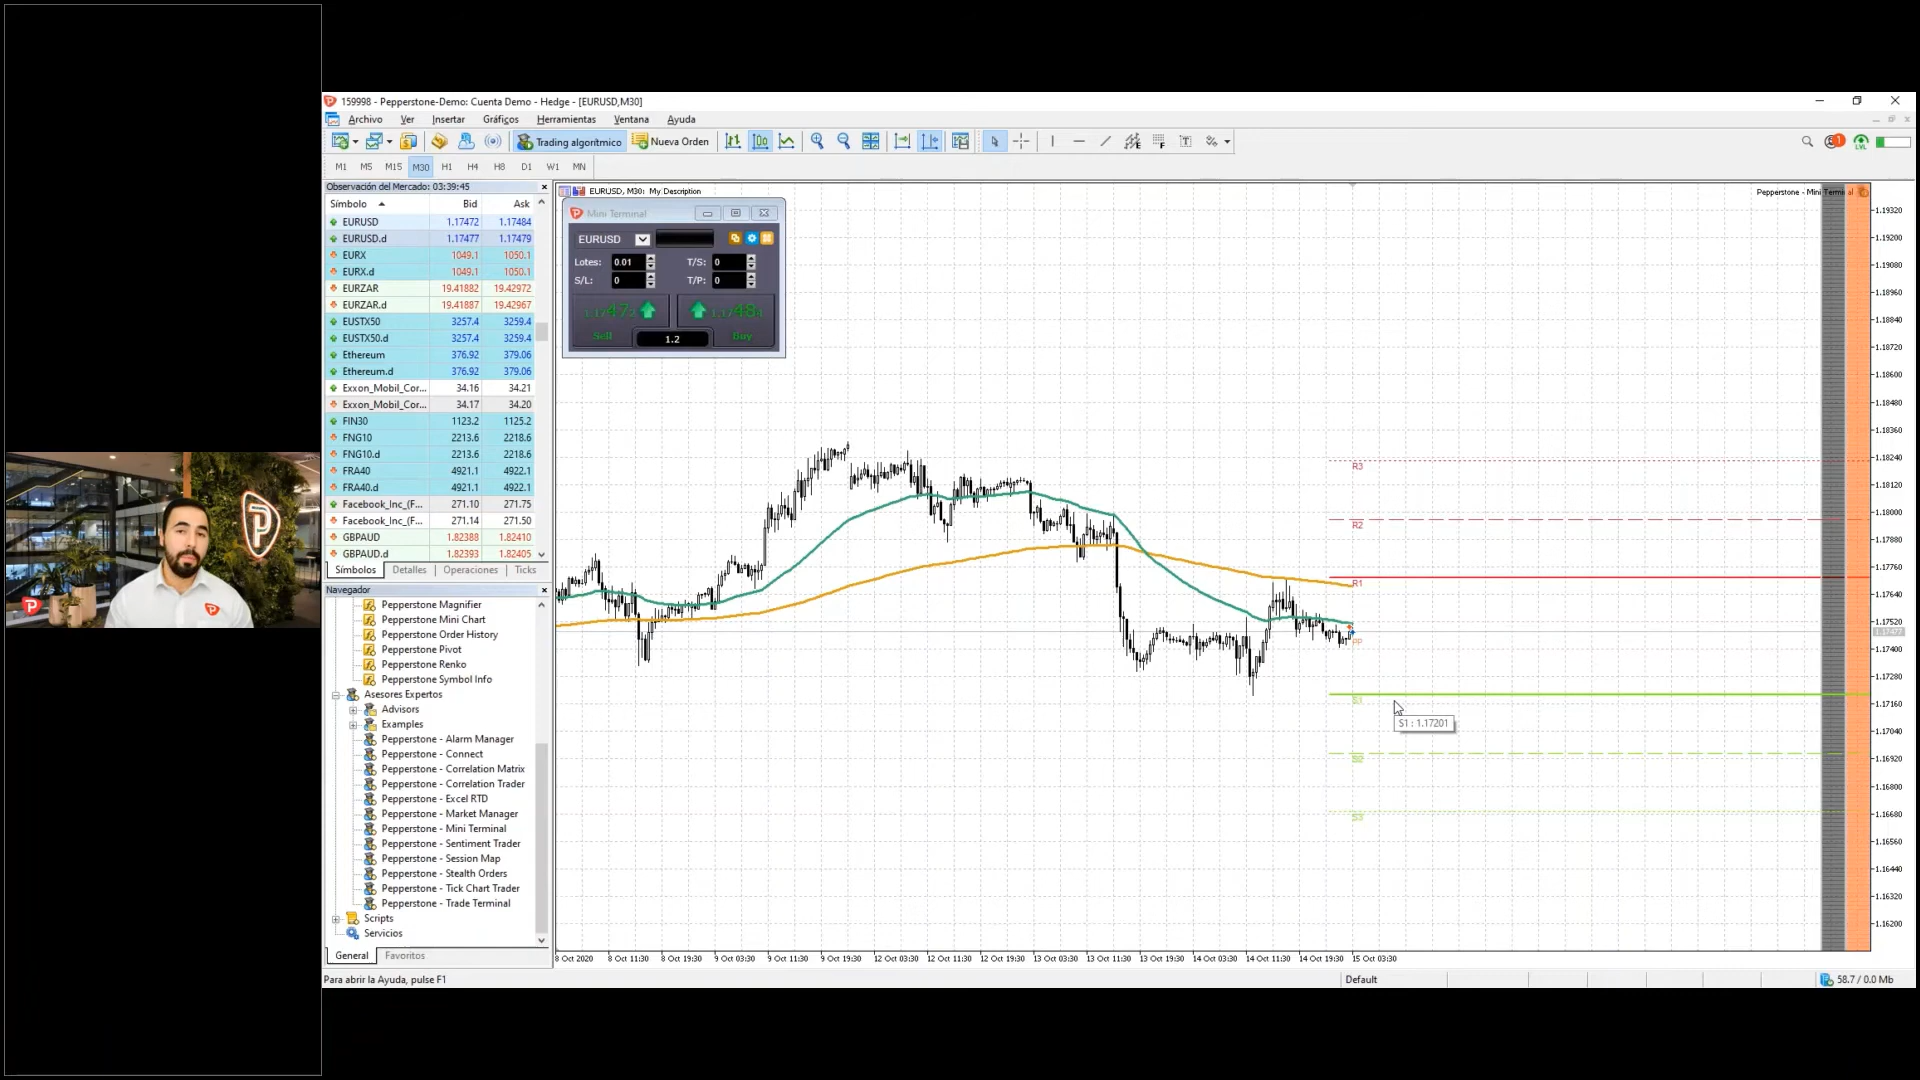 159998 - Pepperstone-Demo: Cuenta Demo - Hedge - [EURUSD,M30]
Archivo Ver Insertar Gráficos Herramientas Ventana Ayuda
Trading algorítmico Nueva Orden
M1 M5 M15 M30 H1 H4 H8 D1 W1 MN
Observación del Mercado: 03:39:45
Símbolo Bid Ask
EURUSD 1.17472 1.17484
EURUSD.d 1.17477 1.17479
EURX 1049.1 1050.1
EURX.d 1049.1 1050.1
EURZAR 19.41882 19.42972
EURZAR.d 19.41887 19.42967
EUSTX50 3257.4 3259.4
EUSTX50.d 3257.4 3259.4
Ethereum 376.92 379.06
Ethereum.d 376.92 379.06
Exxon_Mobil_Cor... 34.16 34.21
Exxon_Mobil_Cor... 34.17 34.20
FIN30 1123.2 1125.2
FNG10 2213.6 2218.6
FNG10.d 2213.6 2218.6
FRA40 4921.1 4922.1
FRA40.d 4921.1 4922.1
Facebook_Inc_(F... 271.10 271.75
Facebook_Inc_(F... 271.14 271.50
GBPAUD 1.82388 1.82410
GBPAUD.d 1.82393 1.82405
Símbolos Detalles Operaciones Ticks
Navegador
Pepperstone Magnifier
Pepperstone Mini Chart
Pepperstone Order History
Pepperstone Pivot
Pepperstone Renko
Pepperstone Symbol Info
Asesores Expertos
Advisors
Examples
Pepperstone - Alarm Manager
Pepperstone - Connect
Pepperstone - Correlation Matrix
Pepperstone - Correlation Trader
Pepperstone - Excel RTD
Pepperstone - Market Manager
Pepperstone - Mini Terminal
Pepperstone - Sentiment Trader
Pepperstone - Session Map
Pepperstone - Stealth Orders
Pepperstone - Tick Chart Trader
Pepperstone - Trade Terminal
Scripts
Servicios
General Favoritos
EURUSD, M30: My Description
Pepperstone - Mini Terminal
Mini Terminal
EURUSD
Lotes: 0.01 T/S: 0
S/L: 0 T/P: 0
1.17472 1.17484
Sell 1.2 Buy
R3
R2
R1
PP
S1
S1 : 1.17201
S2
S3
1.19320
1.19200
1.19080
1.18960
1.18840
1.18720
1.18600
1.18480
1.18360
1.18240
1.18120
1.18000
1.17880
1.17760
1.17640
1.17520
1.17477
1.17400
1.17280
1.17160
1.17040
1.16920
1.16800
1.16680
1.16560
1.16440
1.16320
1.16200
8 Oct 2020 8 Oct 11:30 8 Oct 19:30 9 Oct 03:30 9 Oct 11:30 9 Oct 19:30 12 Oct 03:30 12 Oct 11:30 12 Oct 19:30 13 Oct 03:30 13 Oct 11:30 13 Oct 19:30 14 Oct 03:30 14 Oct 11:30 14 Oct 19:30 15 Oct 03:30
Para abrir la Ayuda, pulse F1 Default 58.7 / 0.0 Mb